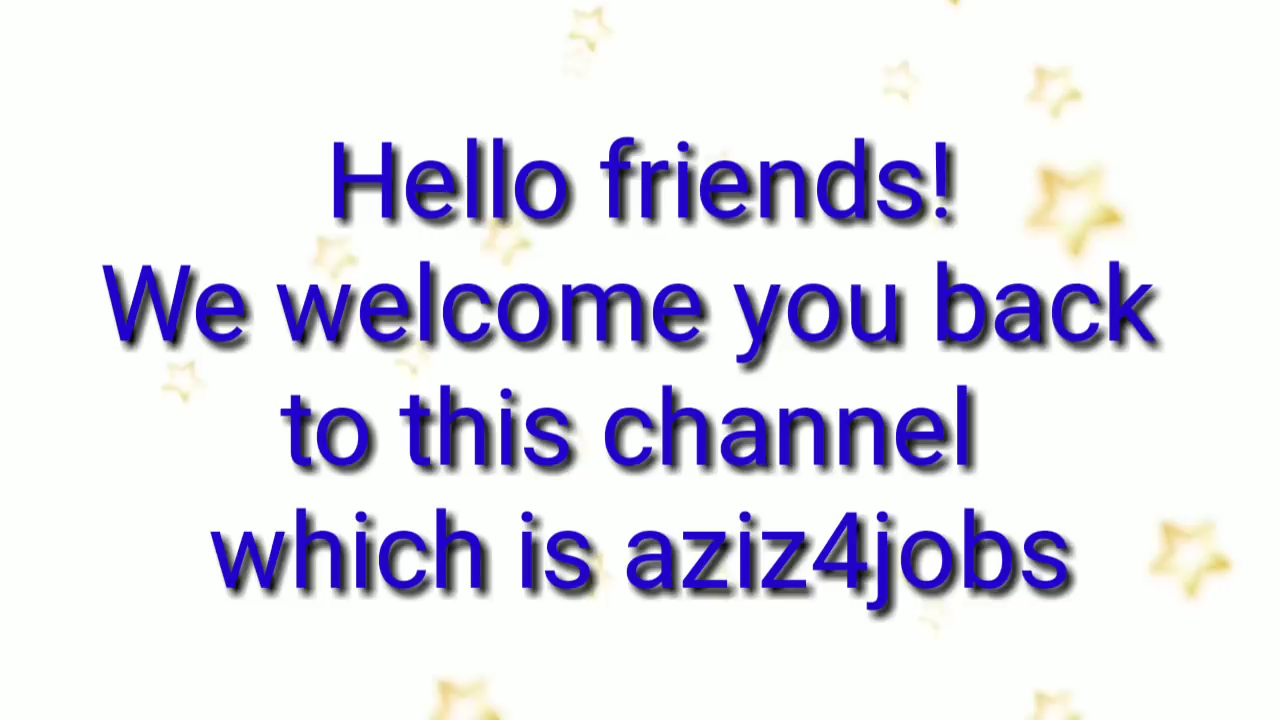 Hello friends!
We welcome you back
to this channel
which is aziz4jobs